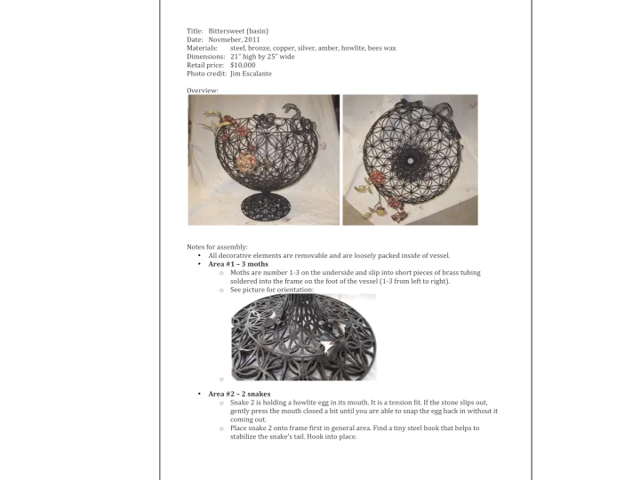 Title: Bittersweet (basin)
Date: Novmeber, 2011
Materials: steel, bronze, copper, silver, amber, howlite, bees wax
Dimensions: 21" high by 25" wide
Retail price: $10,000
Photo credit: Jim Escalante
Overview:
Notes for assembly:
• All decorative elements are removable and are loosely packed inside of vessel.
• Area #1 – 3 moths
o Moths are number 1-3 on the underside and slip into short pieces of brass tubing
soldered into the frame on the foot of the vessel (1-3 from left to right).
o See picture for orientation:
o
• Area #2 – 2 snakes
o Snake 2 is holding a howlite egg in its mouth. It is a tension fit. If the stone slips out,
gently press the mouth closed a bit until you are able to snap the egg back in without it
coming out.
o Place snake 2 onto frame first in general area. Find a tiny steel hook that helps to
stabilize the snake's tail. Hook into place.